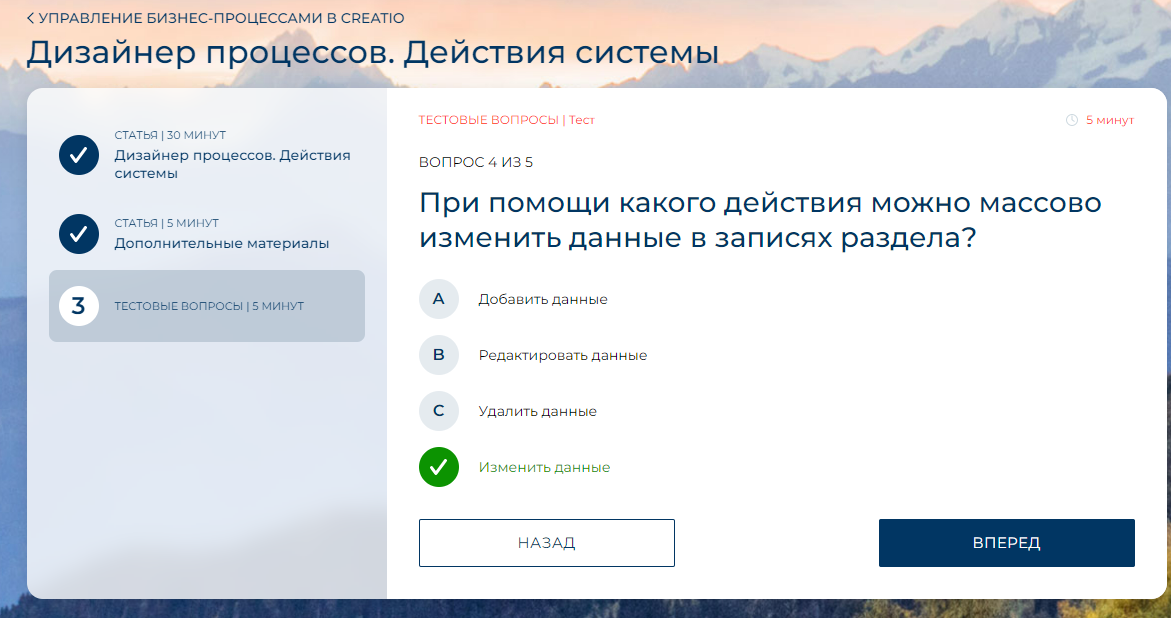 УПРАВЛЕНИЕ БИЗНЕС-ПРОЦЕССАМИ В CREATIO
Дизайнер процессов. Действия системы
СТАТЬЯ | 30 МИНУТ
Дизайнер процессов. Действия
системы
СТАТЬЯ | 5 МИНУТ
Дополнительные материалы
3
ТЕСТОВЫЕ ВОПРОСЫ | 5 МИНУТ
ТЕСТОВЫЕ ВОПРОСЫ | Тест
5 минут
ВОПРОС 4 ИЗ 5
При помощи какого действия можно массово
изменить данные в записях раздела?
A Добавить данные
B Редактировать данные
C Удалить данные
Изменить данные
НАЗАД
ВПЕРЕД